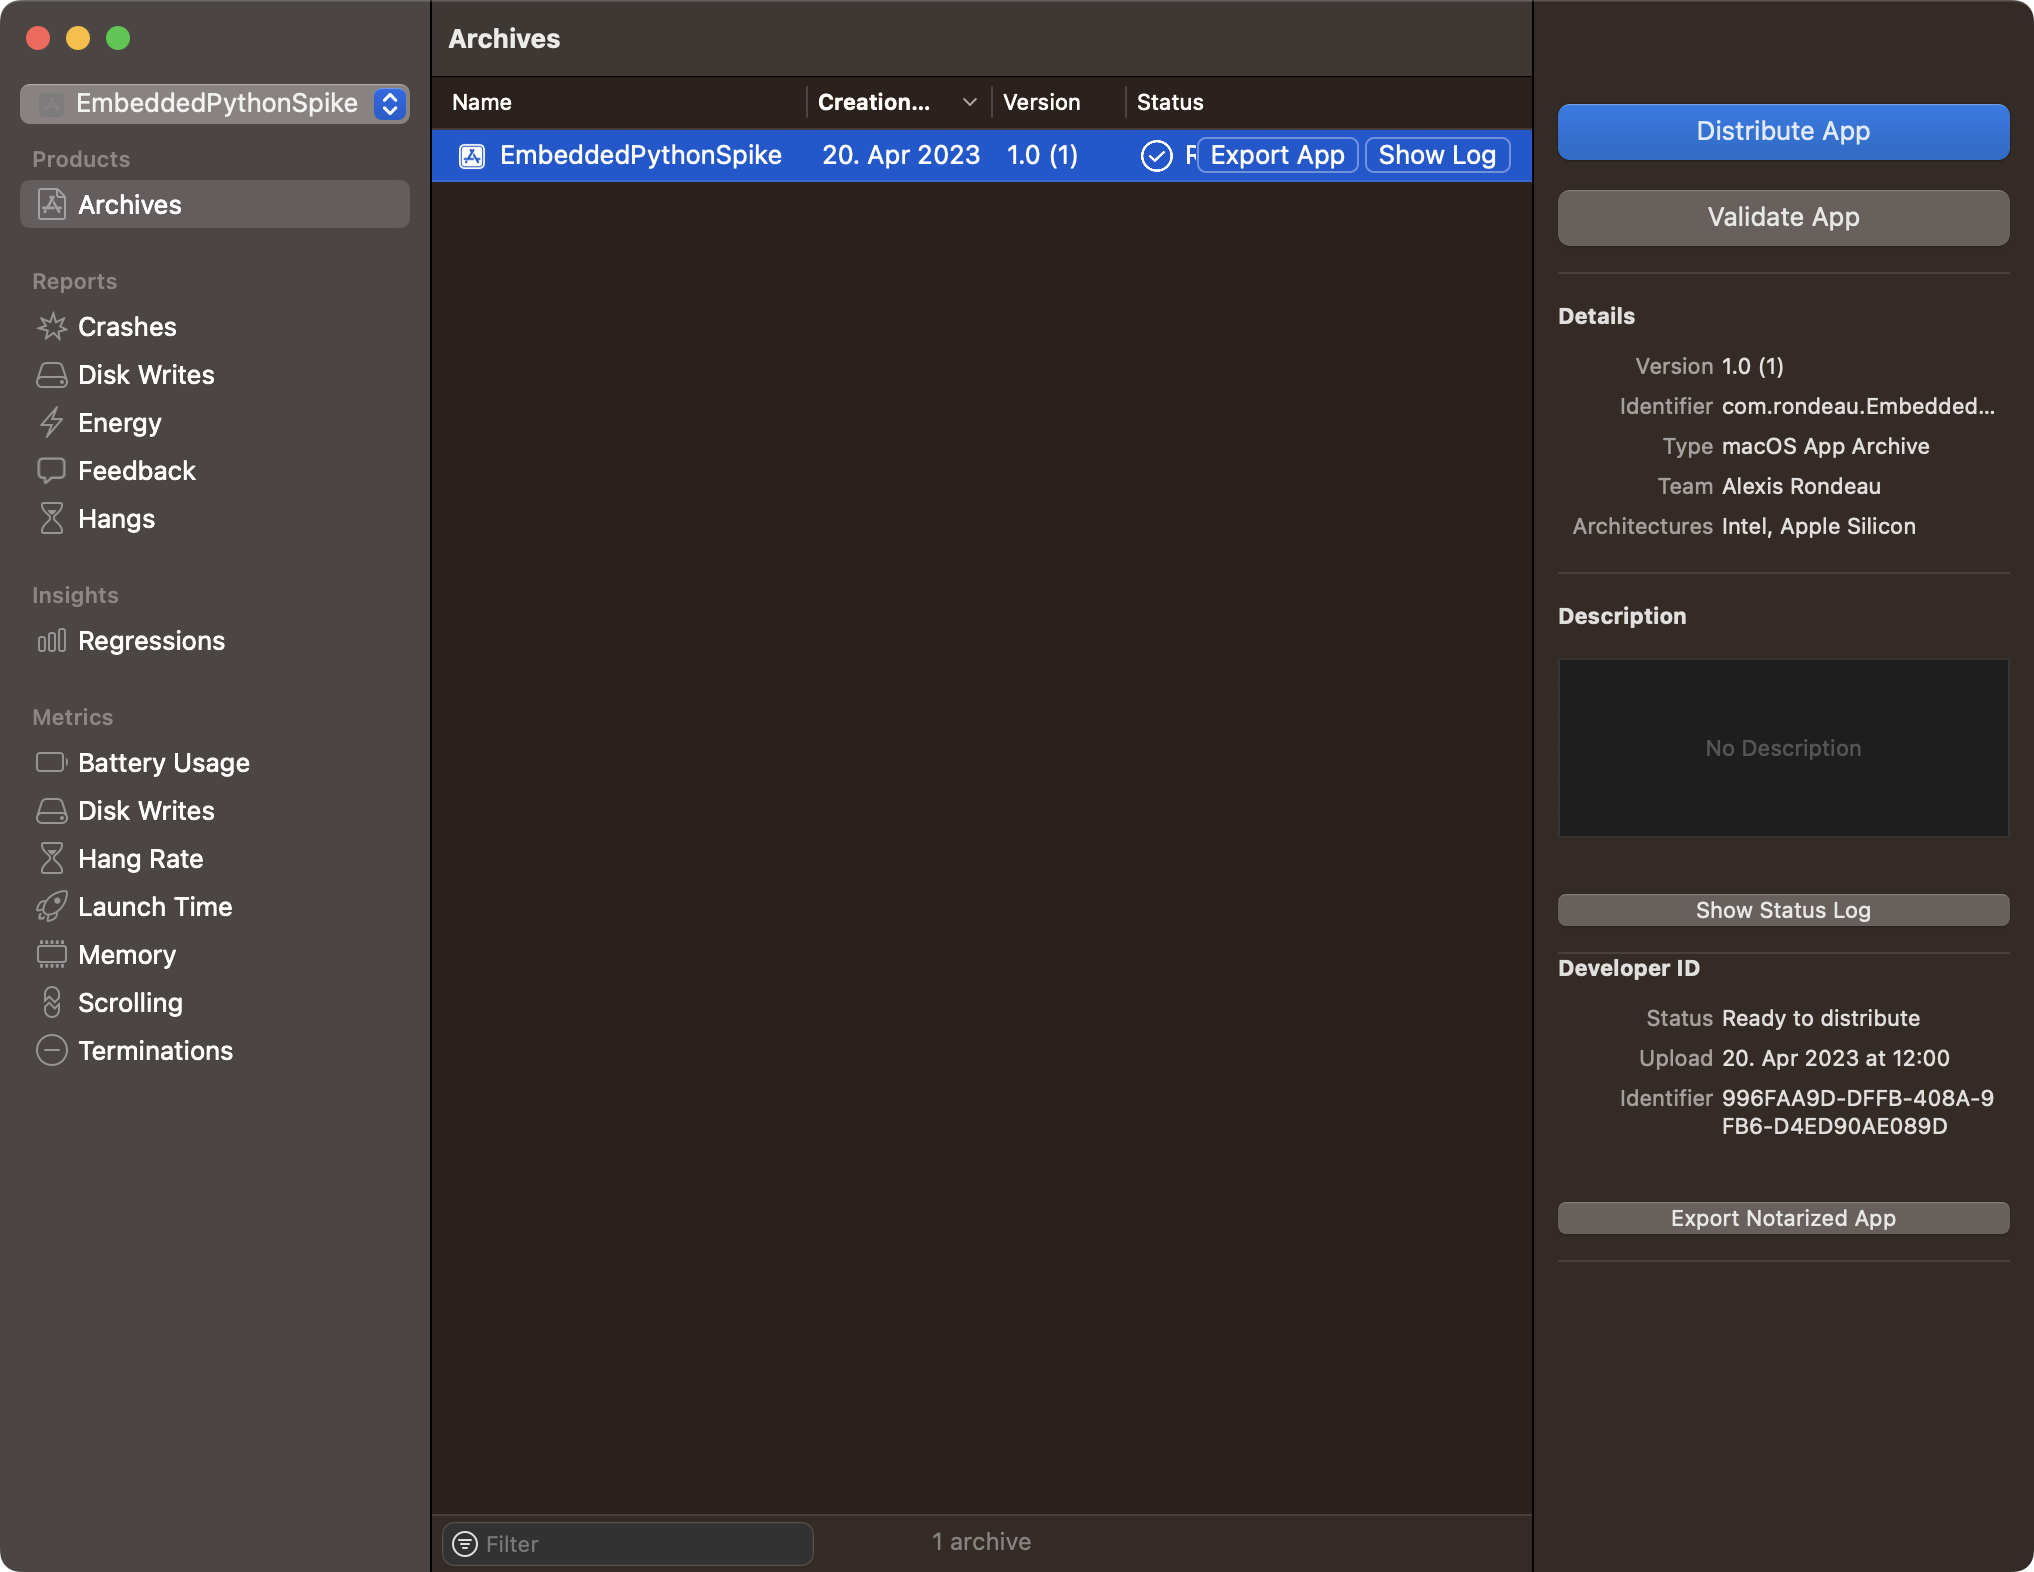 EmbeddedPythonSpike
Products
Archives
Reports
Crashes
Disk Writes
Energy
Feedback
Hangs
Insights
Regressions
Metrics
Battery Usage
Disk Writes
Hang Rate
Launch Time
Memory
Scrolling
Terminations
Archives
Name Creation... Version Status
EmbeddedPythonSpike 20. Apr 2023 1.0 (1) Export App Show Log
Filter 1 archive
Distribute App
Validate App
Details
Version 1.0 (1)
Identifier com.rondeau.Embedded...
Type macOS App Archive
Team Alexis Rondeau
Architectures Intel, Apple Silicon
Description
No Description
Show Status Log
Developer ID
Status Ready to distribute
Upload 20. Apr 2023 at 12:00
Identifier 996FAA9D-DFFB-408A-9
FB6-D4ED90AE089D
Export Notarized App